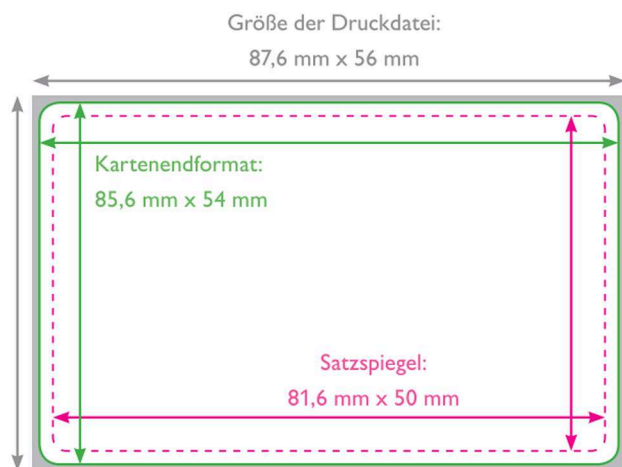 Größe der Druckdatei:
87,6 mm x 56 mm
Kartenendformat:
85,6 mm x 54 mm
Satzspiegel:
81,6 mm x 50 mm